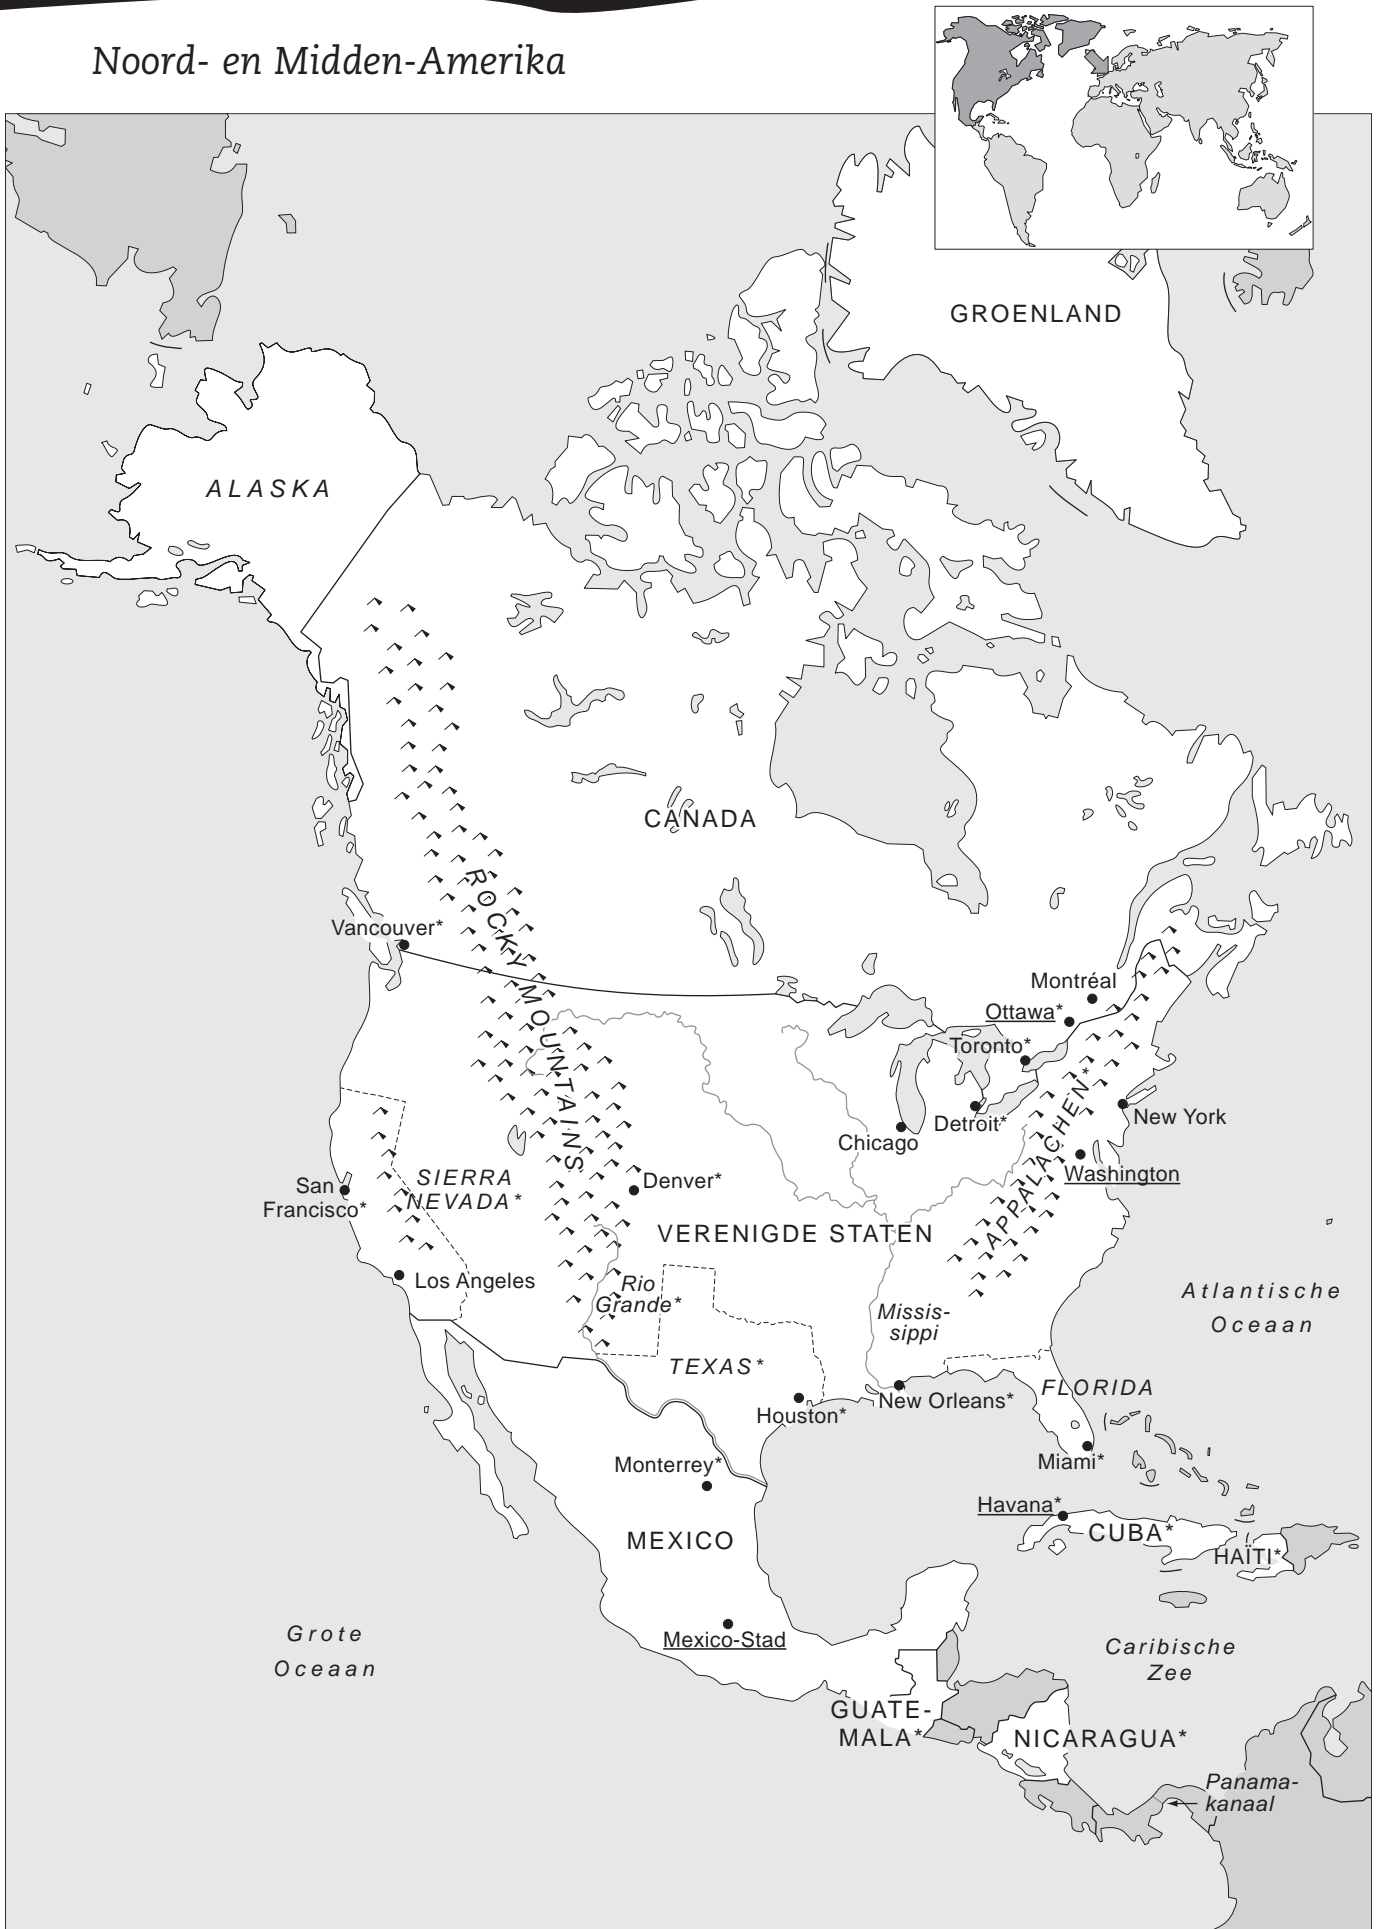 Noord- en Midden-Amerika
GROENLAND
ALASKA
CANADA
ROCKY MOUNTAINS
Vancouver*
Montréal
Ottawa*
Toronto*
Detroit*
Chicago
New York
APPALACHEN*
Washington
SIERRA
NEVADA*
San
Francisco*
Denver*
VERENIGDE STATEN
Los Angeles
Rio
Grande*
Missis-
sippi
Atlantische
Oceaan
TEXAS*
FLORIDA
New Orleans*
Houston*
Miami*
Monterrey*
Havana*
CUBA*
HAÏTI*
MEXICO
Mexico-Stad
Grote
Oceaan
Caribische
Zee
GUATE-
MALA*
NICARAGUA*
Panama-
kanaal